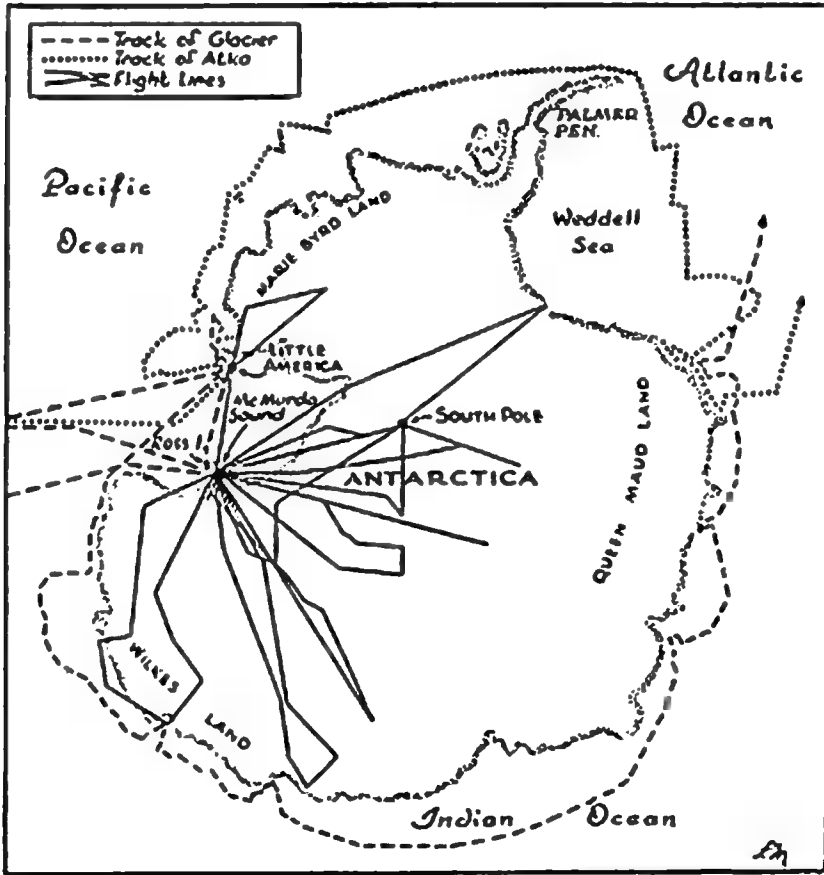 Track of Glacier
Track of Atka
Flight lines
Atlantic
Ocean
PALMER
PEN.
Pacific
Ocean
Weddell
Sea
MARIE BYRD LAND
LITTLE
AMERICA
McMurdo
Sound
SOUTH POLE
ROSS I.
ANTARCTICA
QUEEN MAUD LAND
WILKES
LAND
Indian Ocean